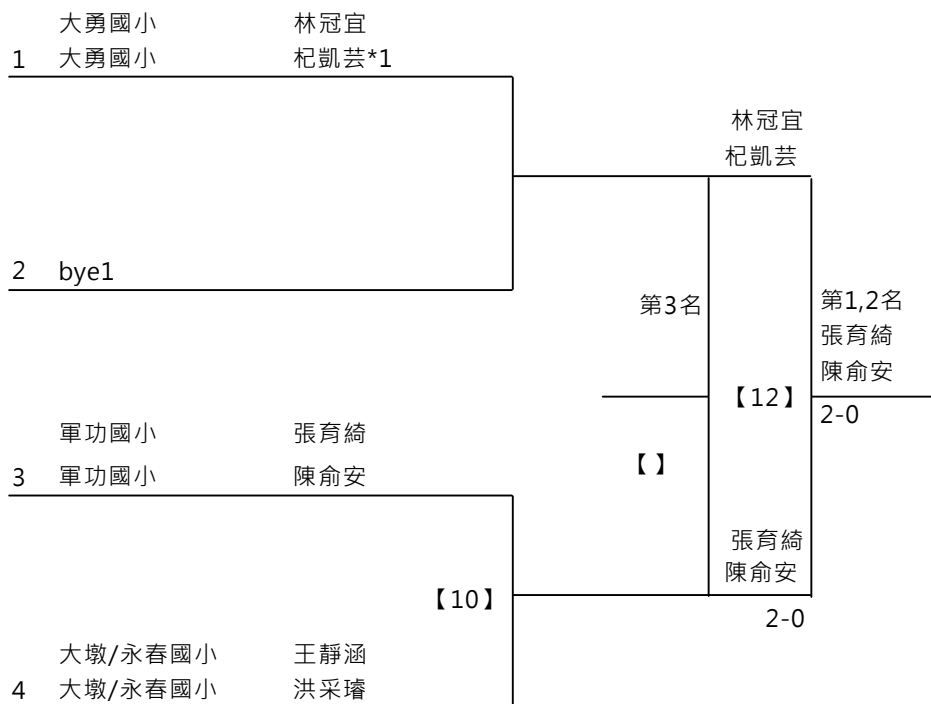 大勇國小 林冠宜
1 大勇國小 杞凱芸*1
林冠宜
杞凱芸
2 bye1
第3名
第1,2名
張育綺
陳俞安
【12】
2-0
軍功國小 張育綺
【 】
3 軍功國小 陳俞安
張育綺
陳俞安
【10】
2-0
大墩/永春國小 王靜涵
4 大墩/永春國小 洪采璿